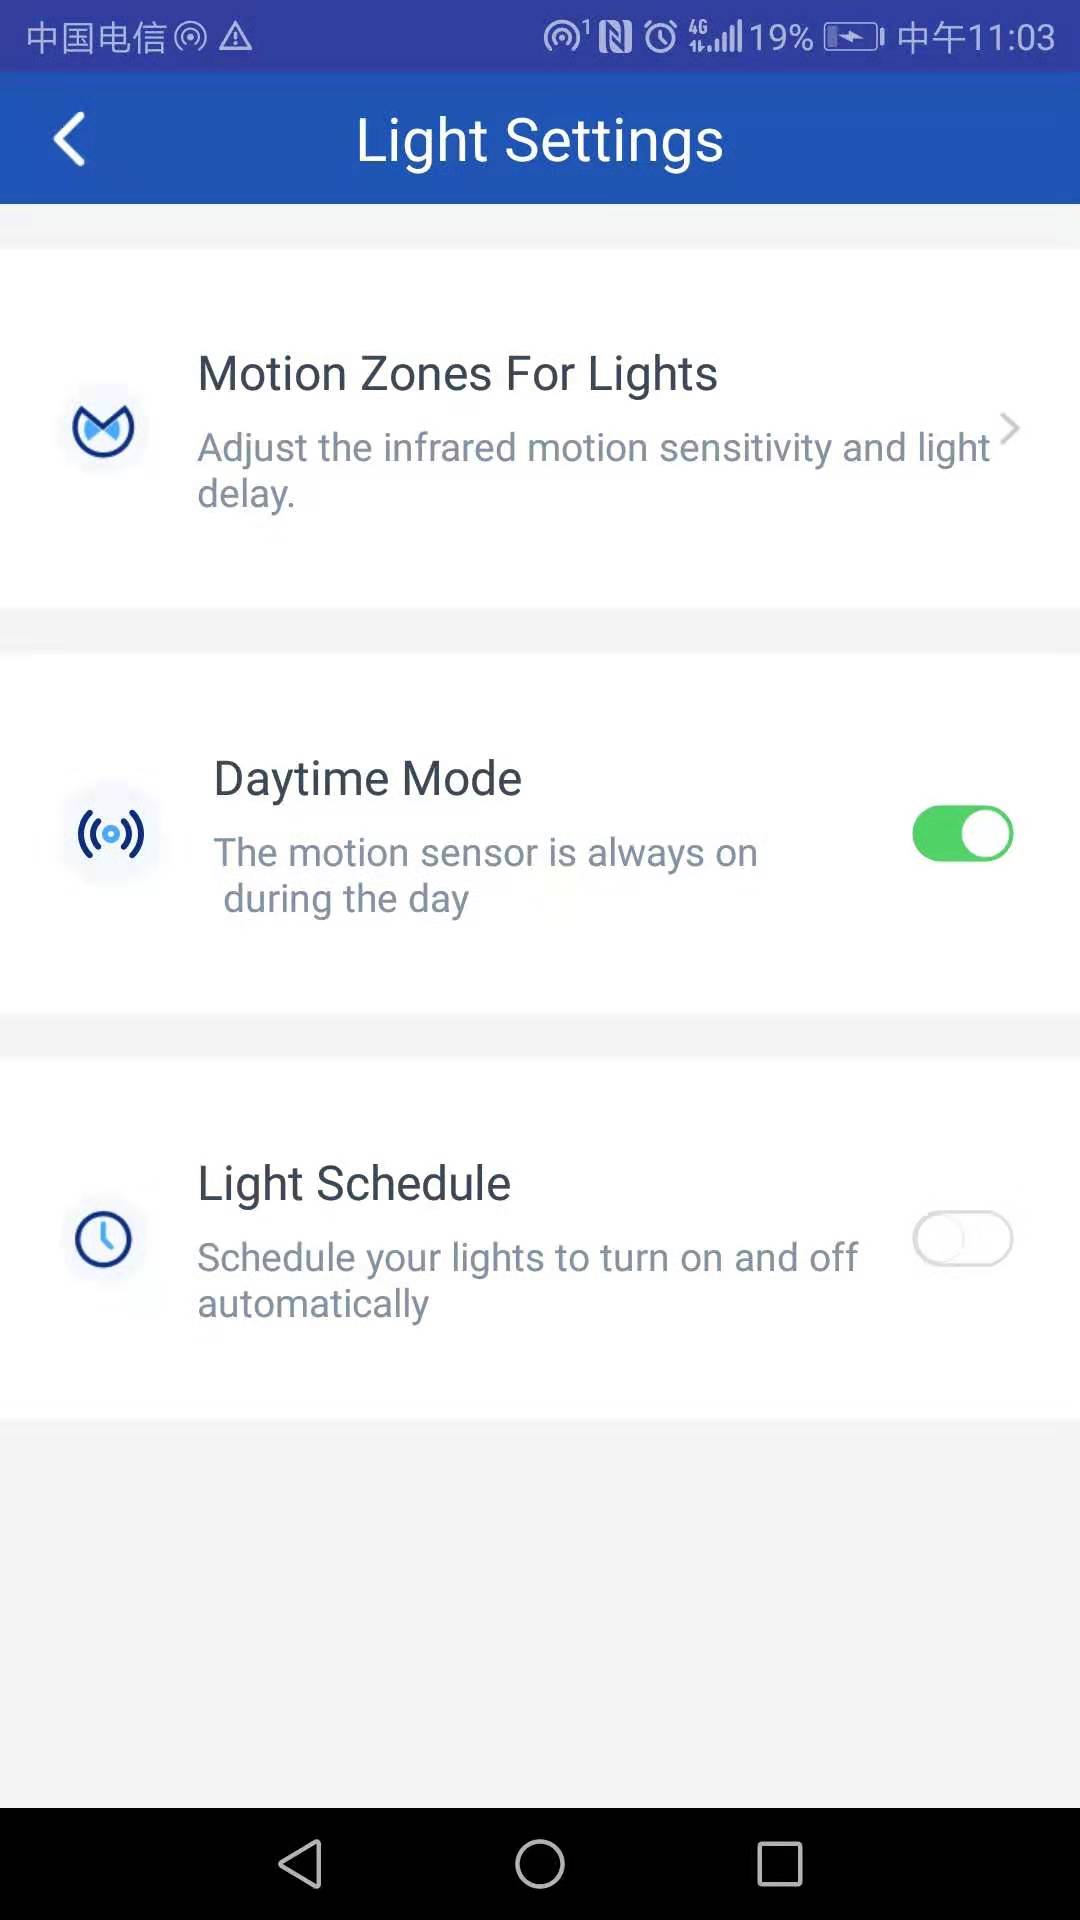 中国电信 1 4G 19% 中午11:03
Light Settings
Motion Zones For Lights
Adjust the infrared motion sensitivity and light
delay.
Daytime Mode
The motion sensor is always on
during the day
Light Schedule
Schedule your lights to turn on and off
automatically